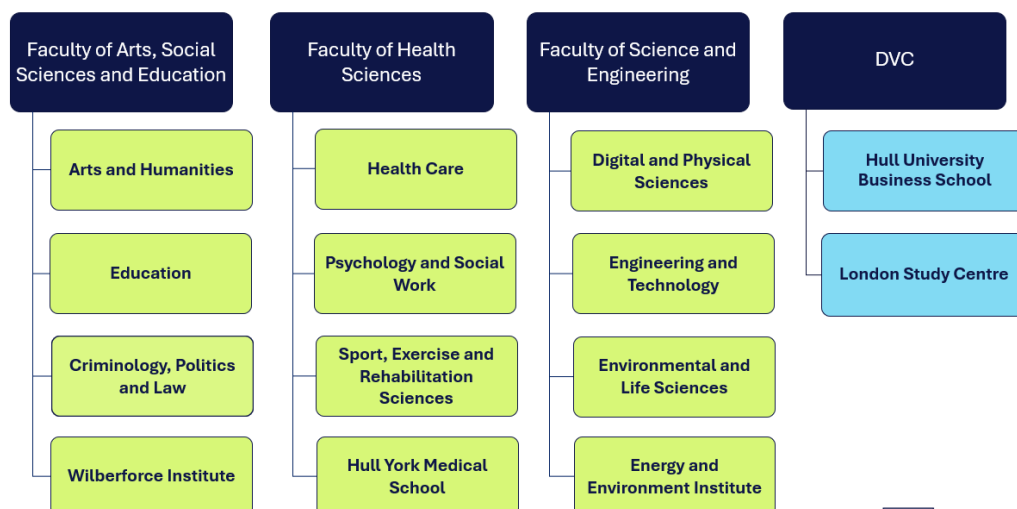 Faculty of Arts, Social
Sciences and Education
Arts and Humanities
Education
Criminology, Politics
and Law
Wilberforce Institute
Faculty of Health
Sciences
Health Care
Psychology and Social
Work
Sport, Exercise and
Rehabilitation
Sciences
Hull York Medical
School
Faculty of Science and
Engineering
Digital and Physical
Sciences
Engineering and
Technology
Environmental and
Life Sciences
Energy and
Environment Institute
DVC
Hull University
Business School
London Study Centre